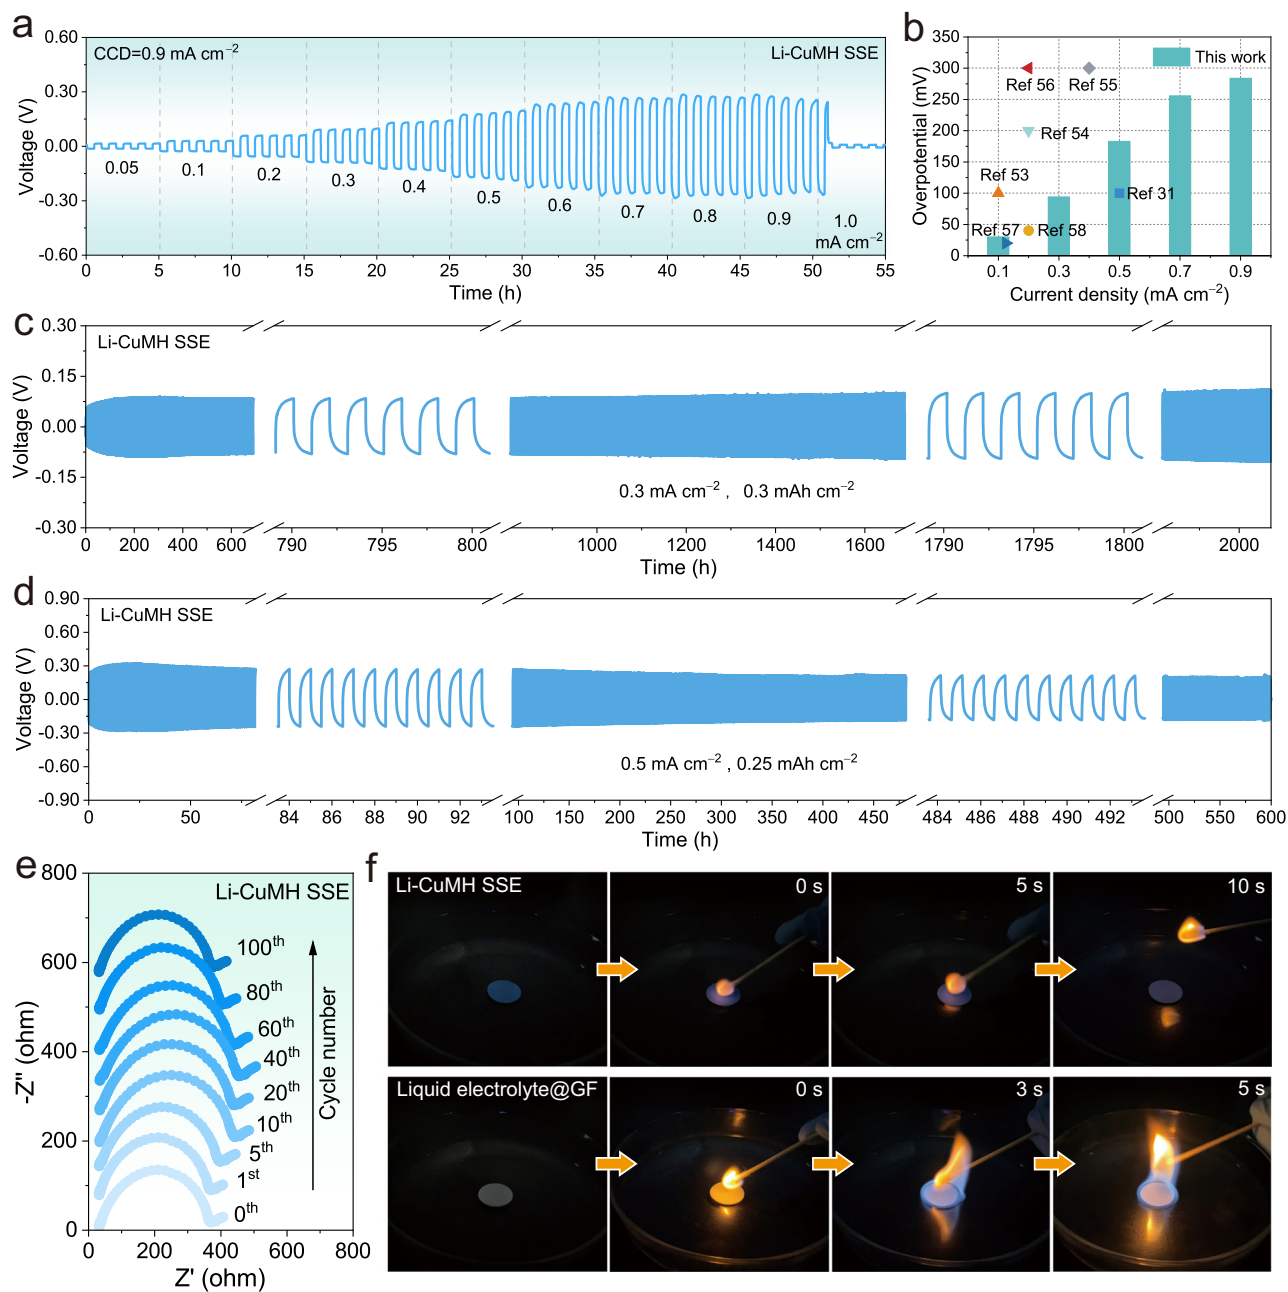 a
CCD=0.9 mA cm⁻²
Li-CuMH SSE
0.60
0.30
0.00
-0.30
-0.60
Voltage (V)
0.05
0.1
0.2
0.3
0.4
0.5
0.6
0.7
0.8
0.9
1.0
mA cm⁻²
0 5 10 15 20 25 30 35 40 45 50 55
Time (h)
b
350
300
250
200
150
100
50
0
Overpotential (mV)
This work
Ref 56
Ref 55
Ref 54
Ref 53
Ref 31
Ref 57
Ref 58
0.1 0.3 0.5 0.7 0.9
Current density (mA cm⁻²)
c
Li-CuMH SSE
0.30
0.15
0.00
-0.15
-0.30
Voltage (V)
0.3 mA cm⁻² , 0.3 mAh cm⁻²
0 200 400 600 790 795 800 1000 1200 1400 1600 1790 1795 1800 2000
Time (h)
d
Li-CuMH SSE
0.90
0.60
0.30
0.00
-0.30
-0.60
-0.90
Voltage (V)
0.5 mA cm⁻² , 0.25 mAh cm⁻²
0 50 84 86 88 90 92 100 150 200 250 300 350 400 450 484 486 488 490 492 500 600
Time (h)
e
Li-CuMH SSE
800
600
400
200
0
-Z" (ohm)
100th
80th
60th
40th
20th
10th
5th
1st
0th
Cycle number
0 200 400 600 800
Z' (ohm)
f
Li-CuMH SSE
0 s
5 s
10 s
Liquid electrolyte@GF
0 s
3 s
5 s